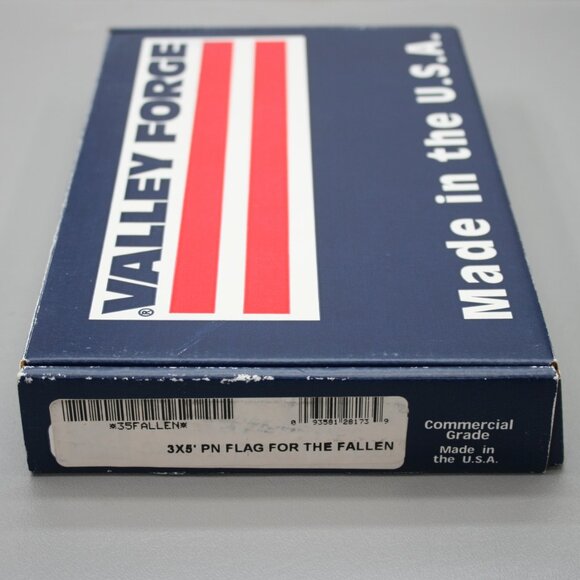 VALLEY FORGE
®
Made in the U.S.A.
*35FALLEN*
0 93581 28173 9
3X5' PN FLAG FOR THE FALLEN
Commercial
Grade
Made in
the U.S.A.